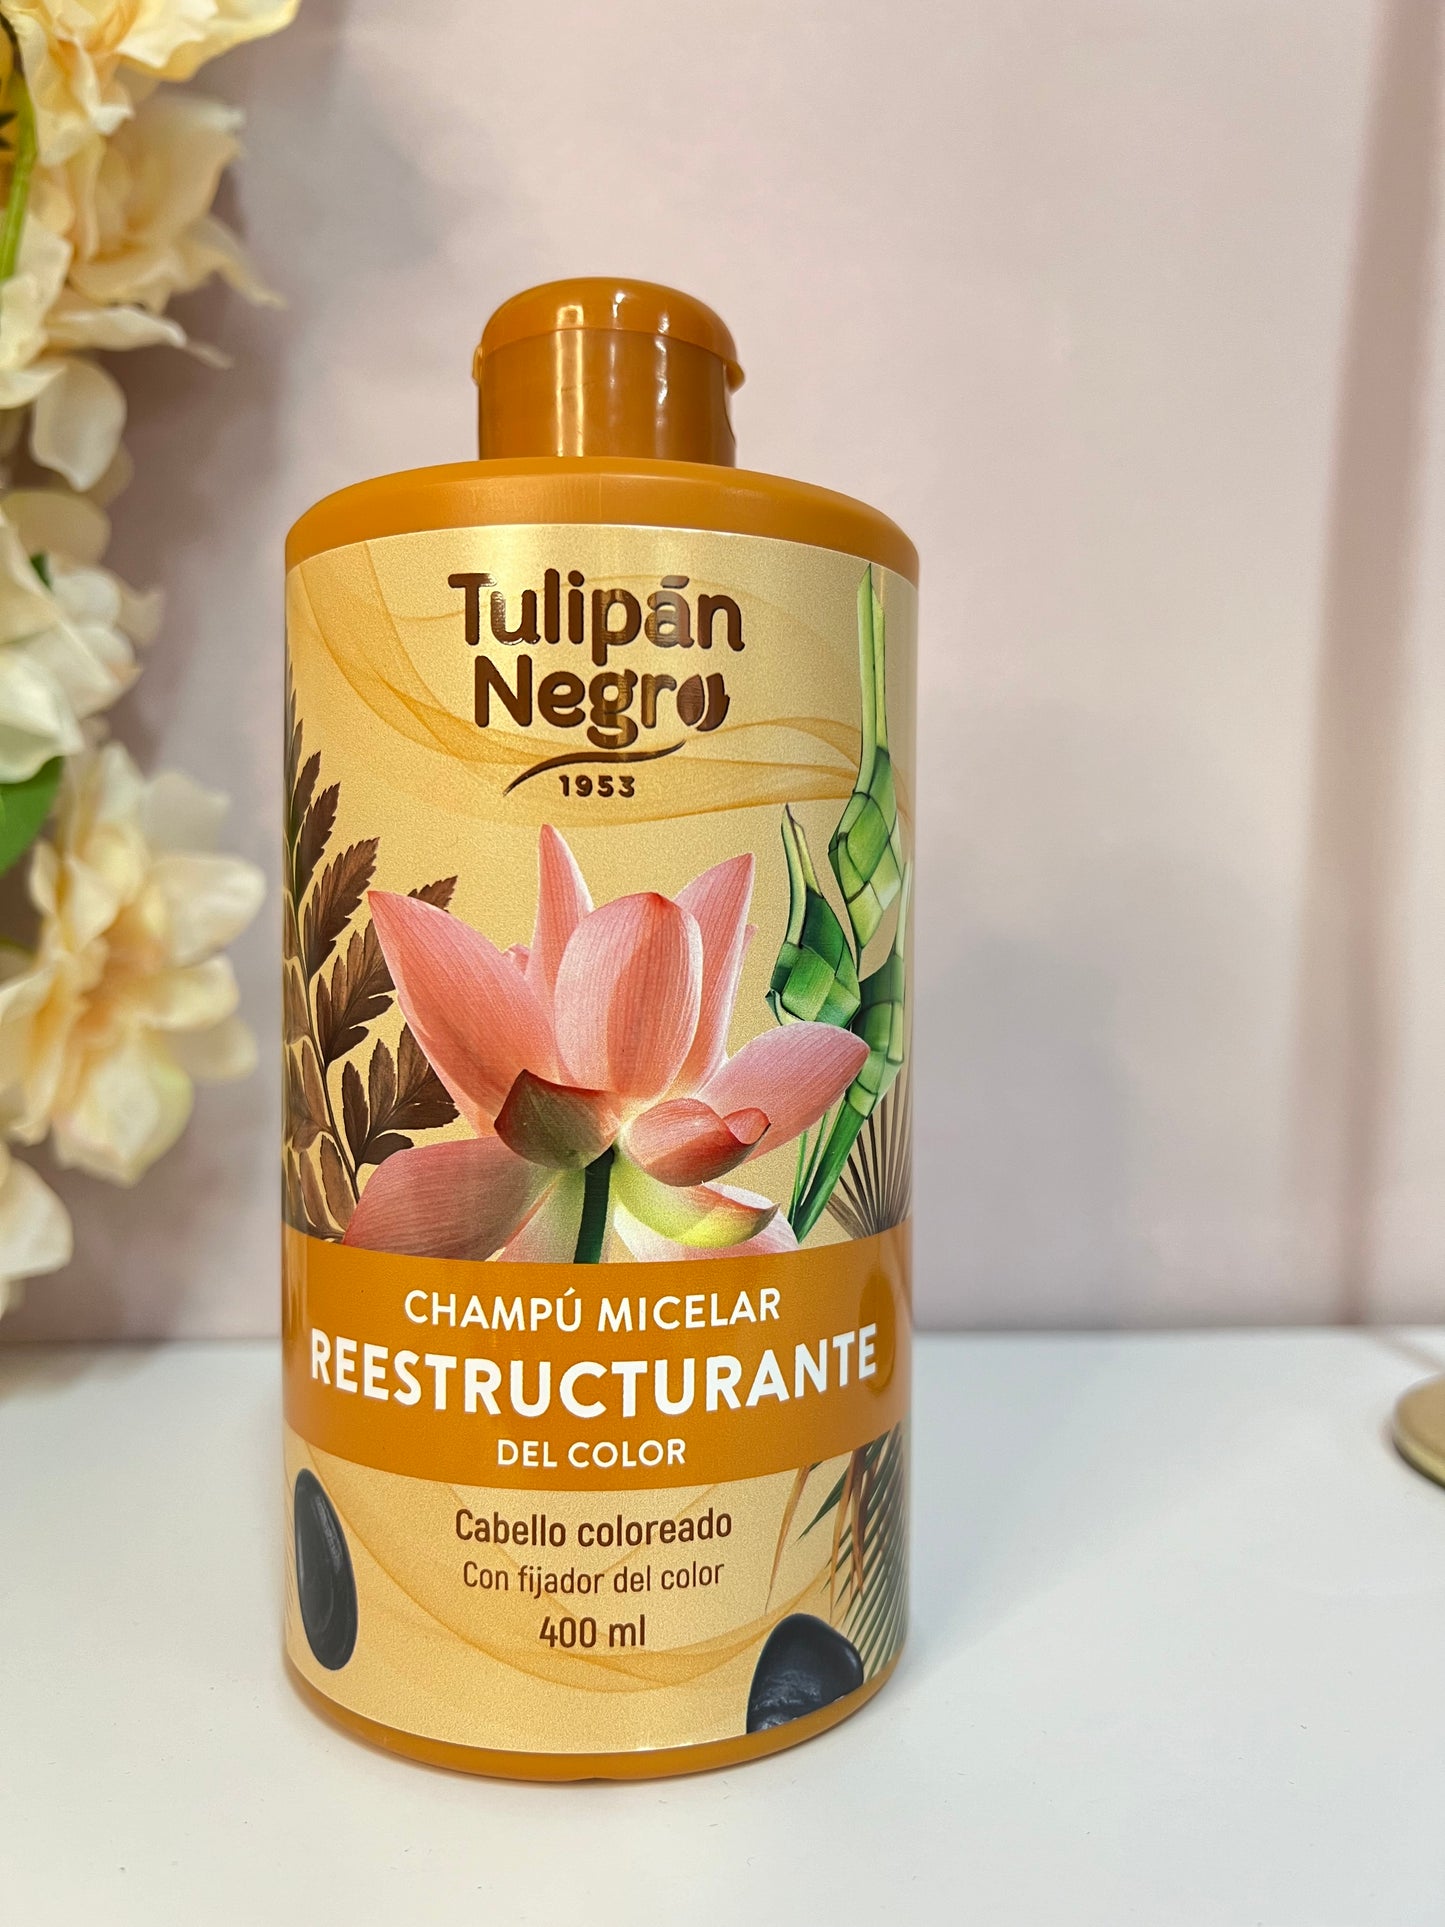 Tulipán
Negro
1953
CHAMPÚ MICELAR
REESTRUCTURANTE
DEL COLOR
Cabello coloreado
Con fijador del color
400 ml